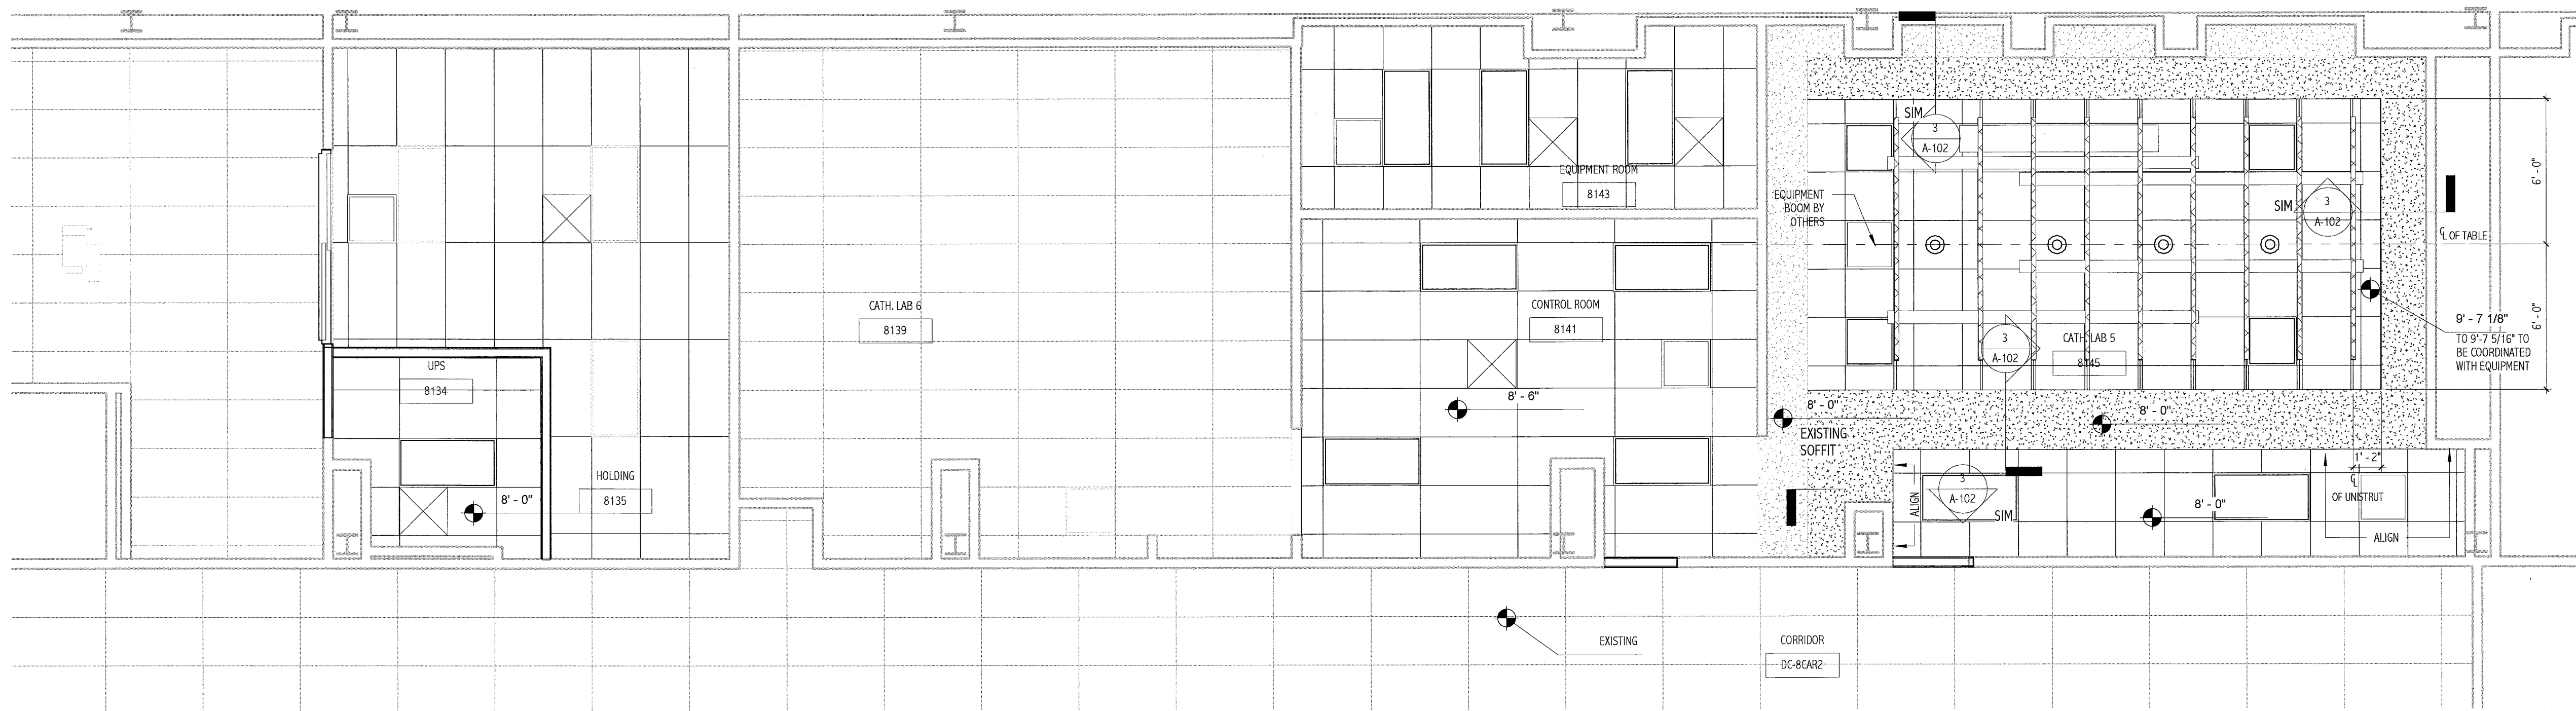 UPS
8134
8' - 0"
HOLDING
8135
CATH. LAB 6
8139
EQUIPMENT ROOM
8143
CONTROL ROOM
8141
8' - 6"
SIM
3
A-102
EQUIPMENT
BOOM BY
OTHERS
SIM
3
A-102
3
A-102
CATH. LAB 5
8145
6' - 0"
℄ OF TABLE
6' - 0"
9' - 7 1/8"
TO 9'-7 5/16" TO
BE COORDINATED
WITH EQUIPMENT
8' - 0"
EXISTING
SOFFIT
8' - 0"
ALIGN
3
A-102
SIM
8' - 0"
1' - 2"
℄
OF UNISTRUT
ALIGN
EXISTING
CORRIDOR
DC-8CAR2